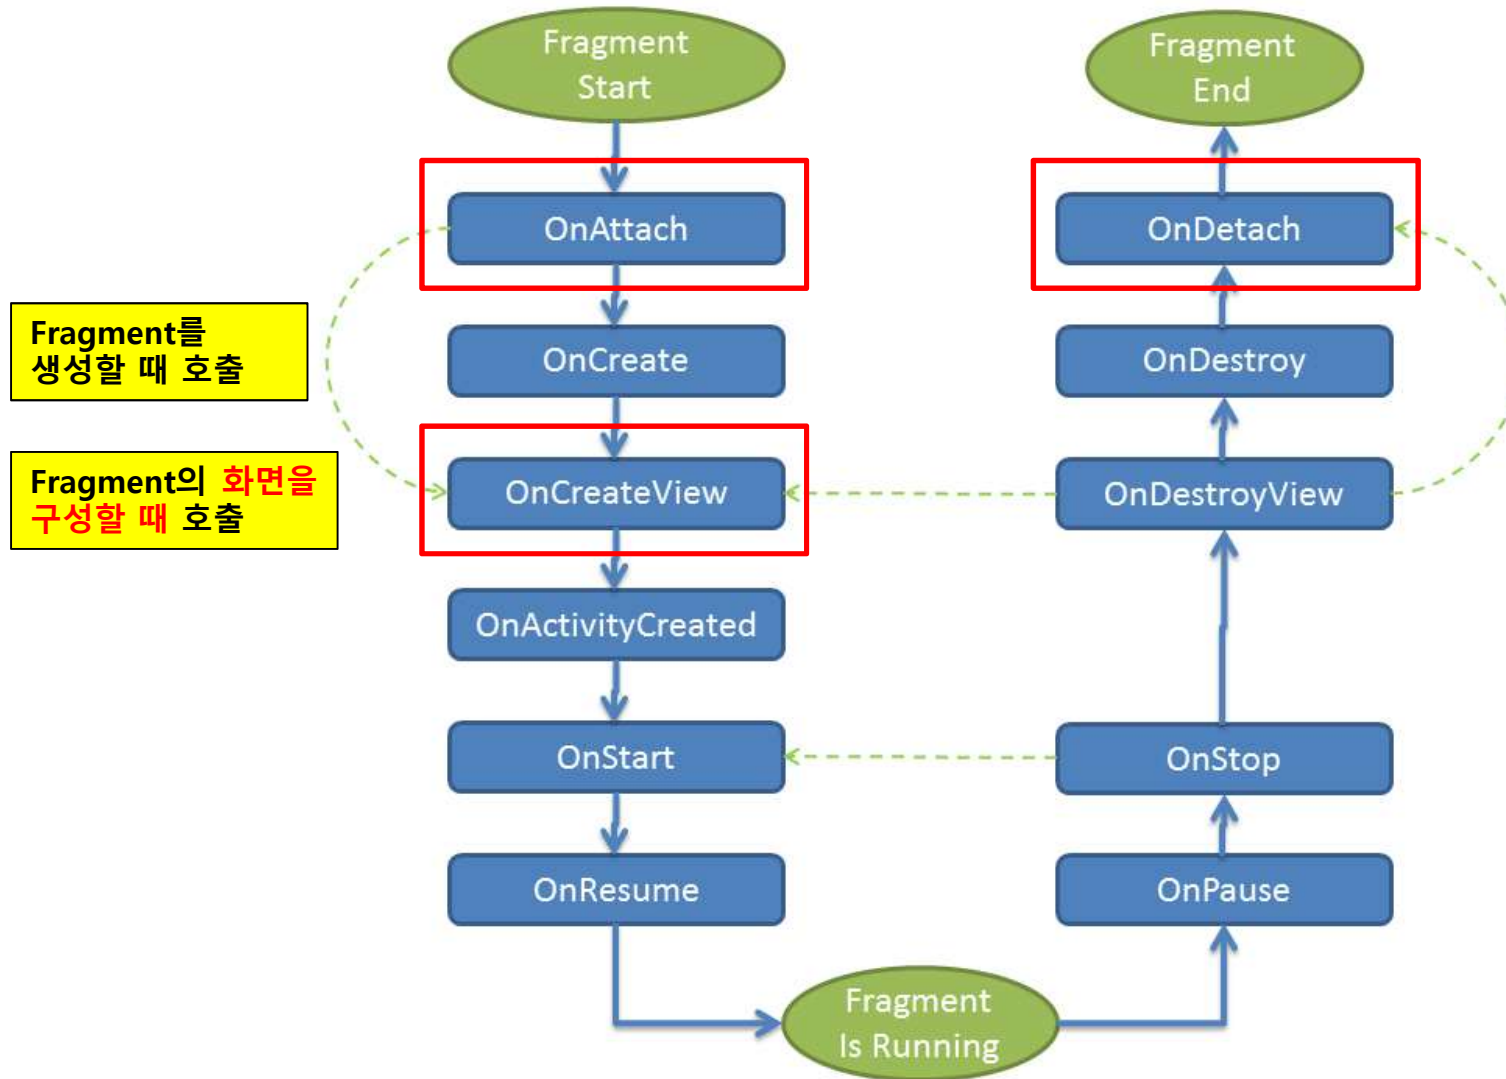 Fragment
Start
OnAttach
Fragment를
생성할 때 호출
OnCreate
Fragment의 화면을
구성할 때 호출
OnCreateView
OnActivityCreated
OnStart
OnResume
Fragment
Is Running
Fragment
End
OnDetach
OnDestroy
OnDestroyView
OnStop
OnPause